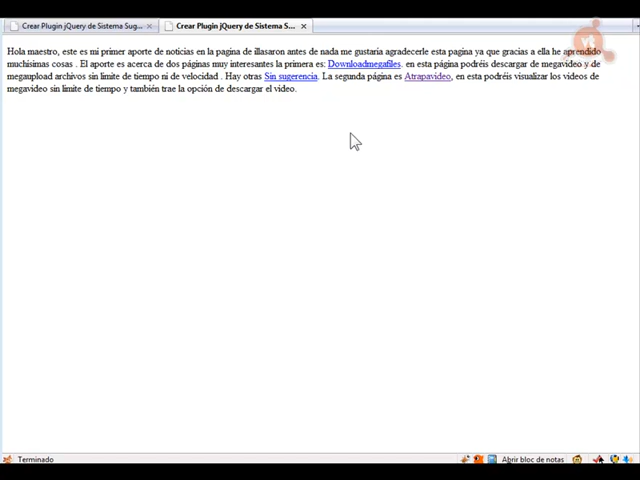 Crear Plugin jQuery de Sistema Sug... Crear Plugin jQuery de Sistema S...
Hola maestro, este es mi primer aporte de noticias en la pagina de illasaron antes de nada me gustaria agradecerle esta pagina ya que gracias a ella he aprendido
muchísimas cosas . El aporte es acerca de dos páginas muy interesantes la primera es: Downloadmegafiles. en esta página podréis descargar de megavideo y de
megaupload archivos sin limite de tiempo ni de velocidad . Hay otras Sin sugerencia. La segunda página es Atrapavideo, en esta podréis visualizar los videos de
megavideo sin limite de tiempo y también trae la opción de descargar el video.
Terminado Abrir bloc de notas